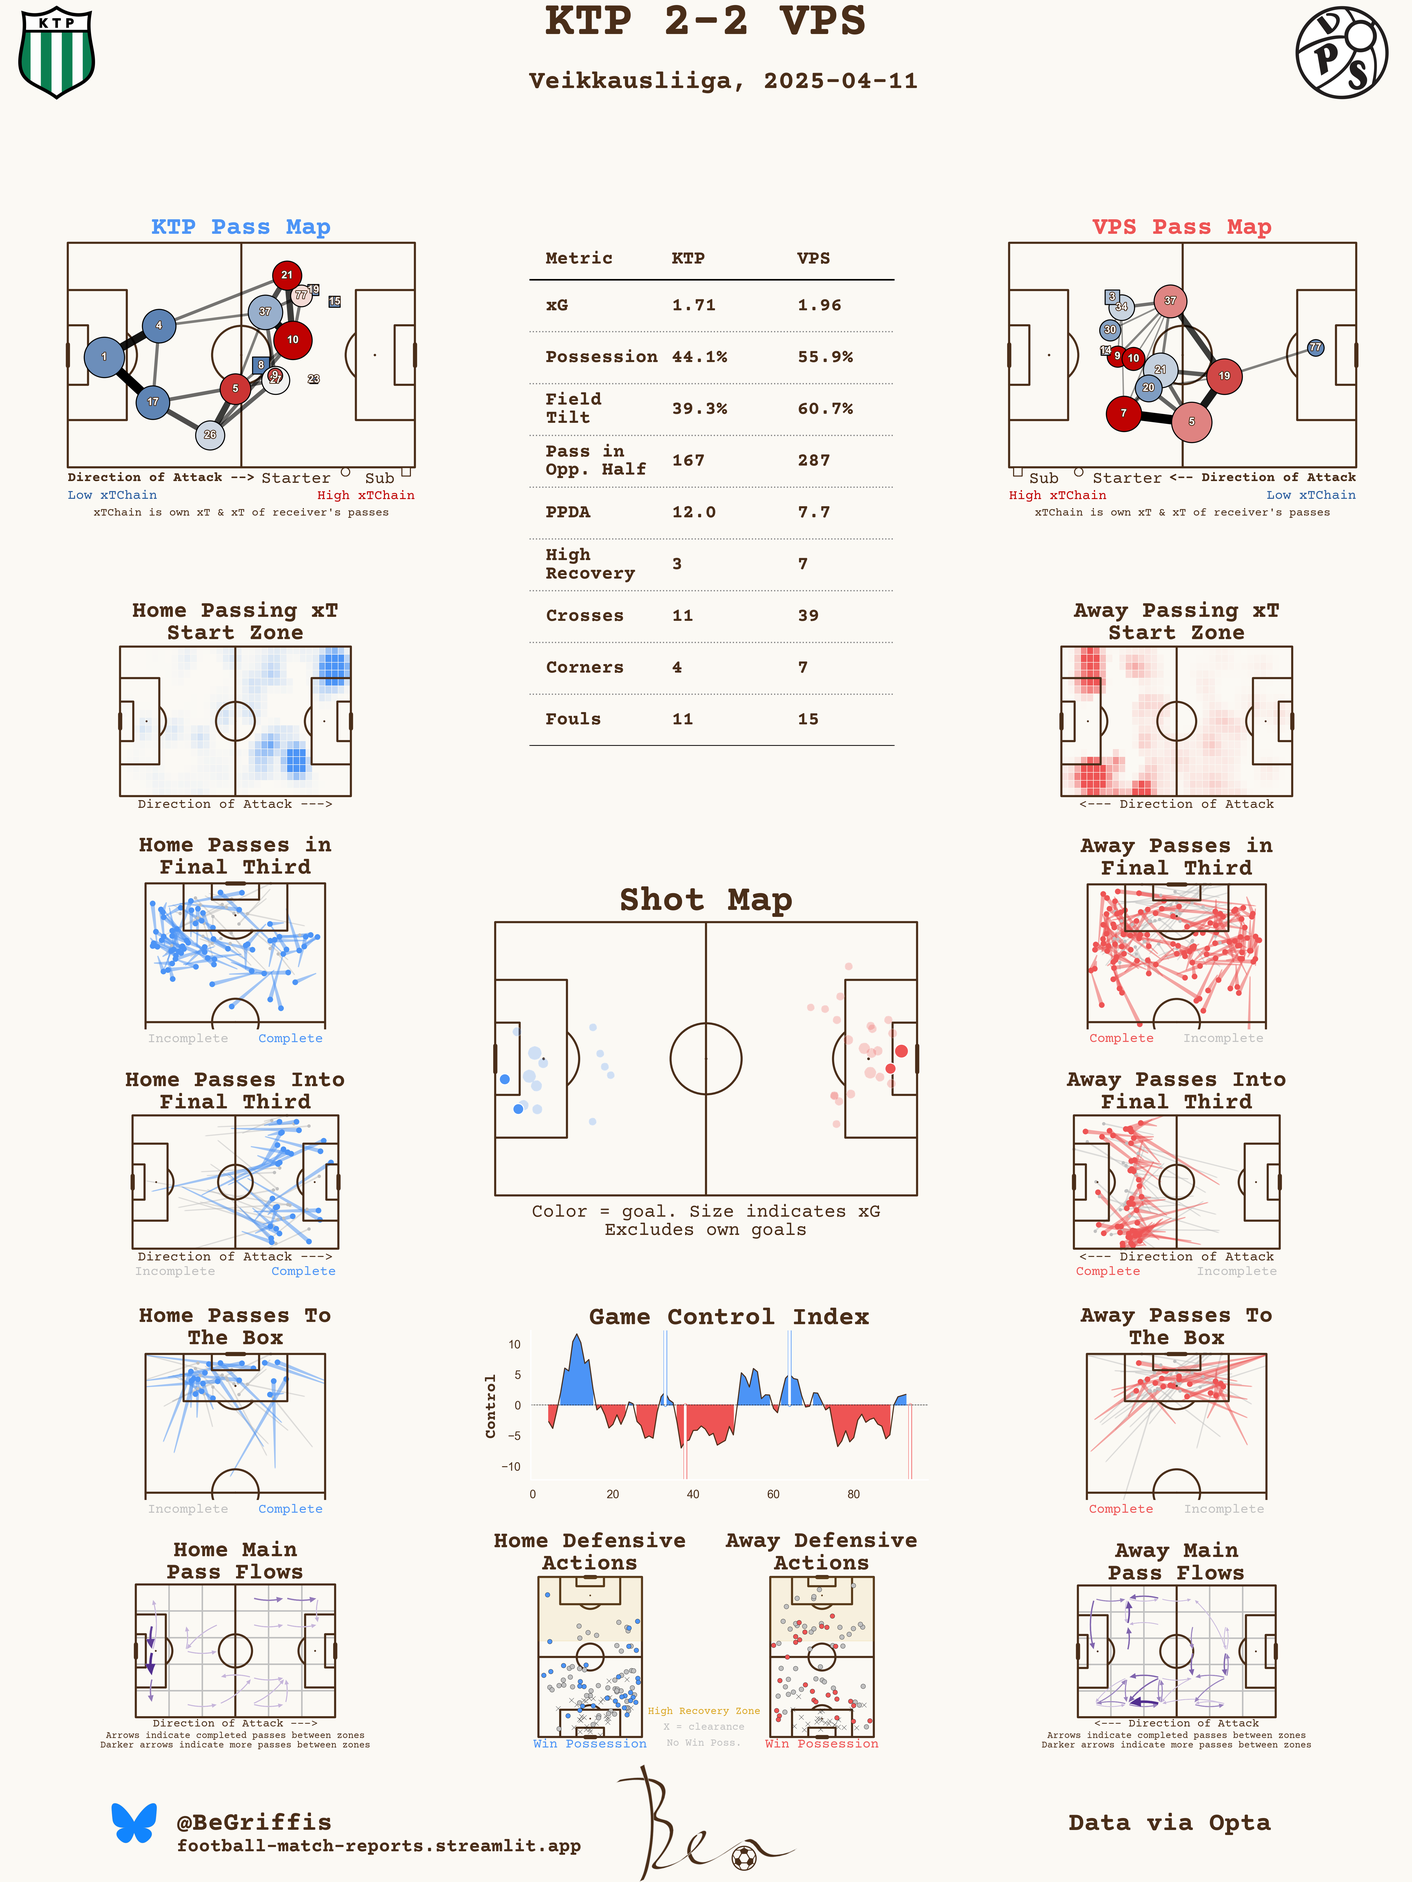 KTP 2-2 VPS
Veikkausliiga, 2025-04-11
KTP
VPS
KTP Pass Map
21
77
19
15
37
4
10
1
8
9
27
23
5
17
26
Direction of Attack --> Starter Sub
Low xTChain High xTChain
xTChain is own xT & xT of receiver's passes
Metric KTP VPS
xG 1.71 1.96
Possession 44.1% 55.9%
Field
Tilt 39.3% 60.7%
Pass in
Opp. Half 167 287
PPDA 12.0 7.7
High
Recovery 3 7
Crosses 11 39
Corners 4 7
Fouls 11 15
VPS Pass Map
3
34
37
30
14
9
10
77
21
19
20
7
5
Sub Starter <-- Direction of Attack
High xTChain Low xTChain
xTChain is own xT & xT of receiver's passes
Home Passing xT
Start Zone
Direction of Attack --->
Away Passing xT
Start Zone
<--- Direction of Attack
Home Passes in
Final Third
Incomplete Complete
Shot Map
Color = goal. Size indicates xG
Excludes own goals
Away Passes in
Final Third
Complete Incomplete
Home Passes Into
Final Third
Direction of Attack --->
Incomplete Complete
Away Passes Into
Final Third
<--- Direction of Attack
Complete Incomplete
Home Passes To
The Box
Incomplete Complete
Game Control Index
Control
10
5
0
−5
−10
0 20 40 60 80
Away Passes To
The Box
Complete Incomplete
Home Main
Pass Flows
Direction of Attack --->
Arrows indicate completed passes between zones
Darker arrows indicate more passes between zones
Home Defensive
Actions
Win Possession
High Recovery Zone
X = clearance
No Win Poss.
Away Defensive
Actions
Win Possession
Away Main
Pass Flows
<--- Direction of Attack
Arrows indicate completed passes between zones
Darker arrows indicate more passes between zones
@BeGriffis
football-match-reports.streamlit.app
Ben
Data via Opta